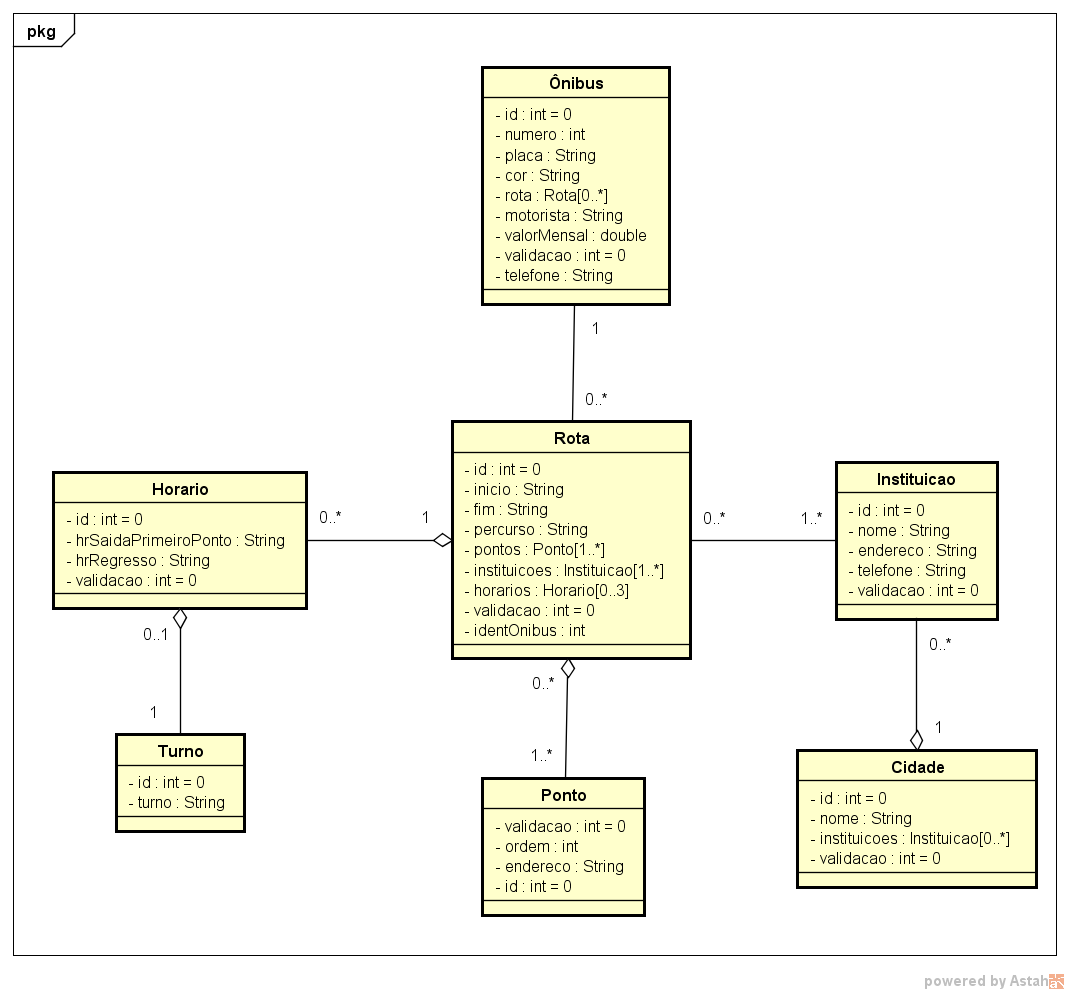 pkg
Ônibus
- id : int = 0
- numero : int
- placa : String
- cor : String
- rota : Rota[0..*]
- motorista : String
- valorMensal : double
- validacao : int = 0
- telefone : String
1
0..*
Rota
- id : int = 0
- inicio : String
- fim : String
- percurso : String
- pontos : Ponto[1..*]
- instituicoes : Instituicao[1..*]
- horarios : Horario[0..3]
- validacao : int = 0
- identOnibus : int
Horario
- id : int = 0
- hrSaidaPrimeiroPonto : String
- hrRegresso : String
- validacao : int = 0
0..*
1
0..*
1..*
Instituicao
- id : int = 0
- nome : String
- endereco : String
- telefone : String
- validacao : int = 0
0..1
1
Turno
- id : int = 0
- turno : String
0..*
1..*
Ponto
- validacao : int = 0
- ordem : int
- endereco : String
- id : int = 0
0..*
1
Cidade
- id : int = 0
- nome : String
- instituicoes : Instituicao[0..*]
- validacao : int = 0
powered by Astah